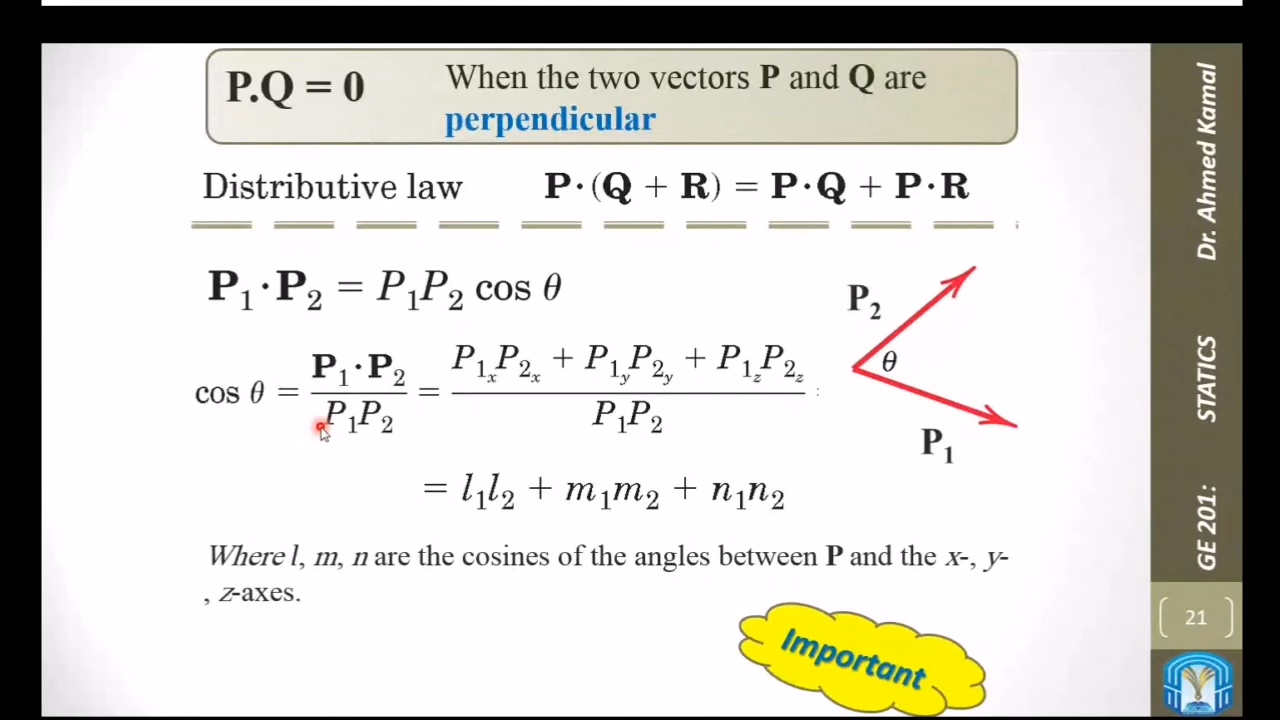 P.Q = 0
When the two vectors P and Q are
perpendicular
Distributive law P·(Q + R) = P·Q + P·R
P₁·P₂ = P₁P₂ cos θ
cos θ = P₁·P₂ / P₁P₂ = P₁ₓP₂ₓ + P₁yP₂y + P₁zP₂z / P₁P₂
= l₁l₂ + m₁m₂ + n₁n₂
P₂
θ
P₁
Where l, m, n are the cosines of the angles between P and the x-, y-
, z-axes.
Important
Dr. Ahmed Kamal
STATICS
GE 201:
21